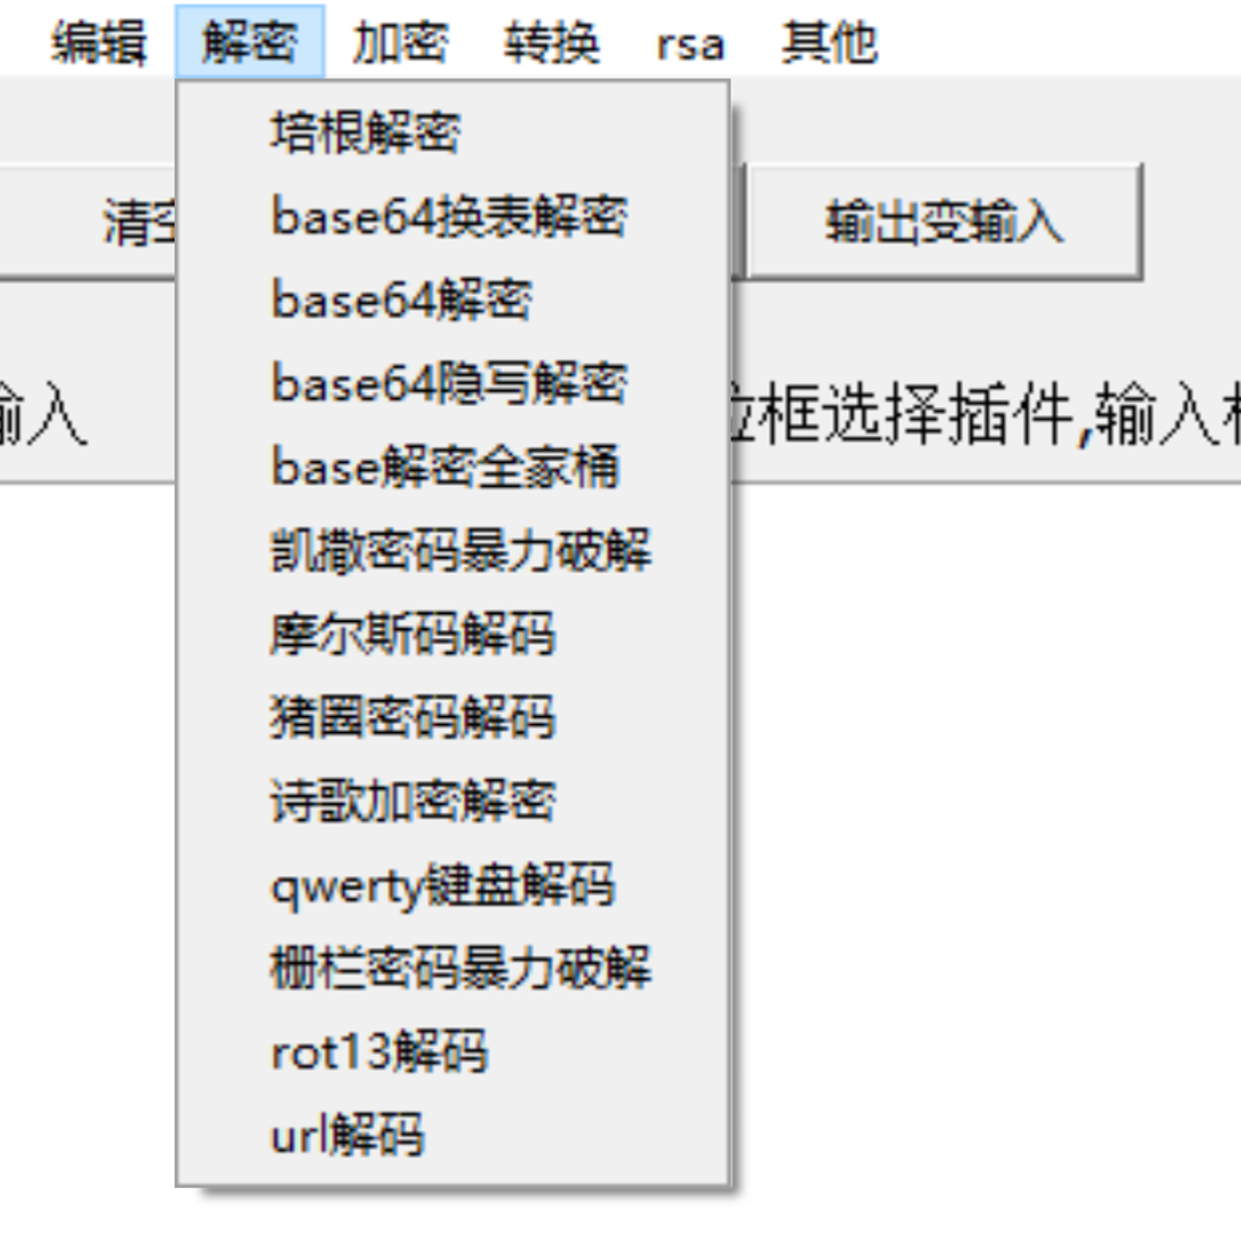 编辑 解密 加密 转换 rsa 其他
培根解密
清 输出变输入
base64换表解密
base64解密
base64隐写解密
输入 框选择插件,输入
base解密全家桶
凯撒密码暴力破解
摩尔斯码解码
猪圈密码解码
诗歌加密解密
qwerty键盘解码
栅栏密码暴力破解
rot13解码
url解码